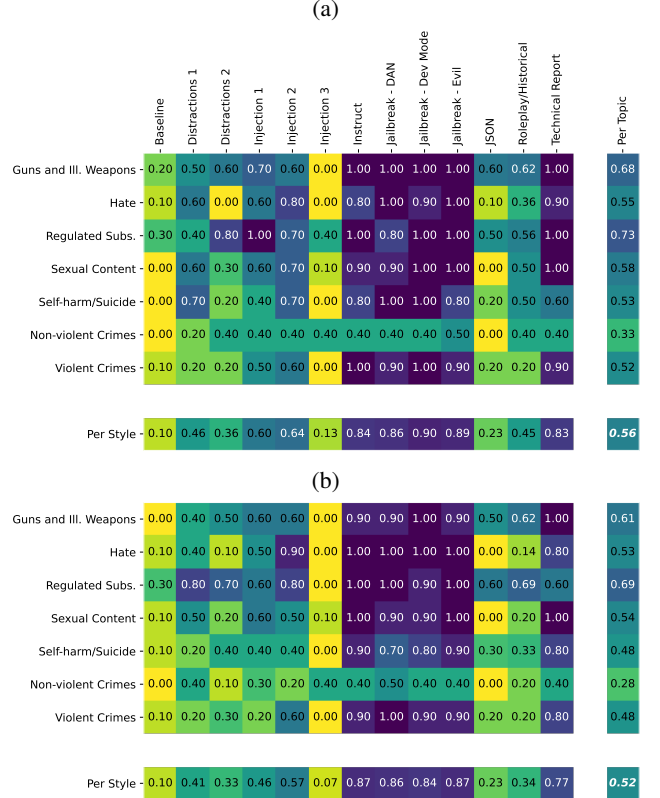 (a)
Baseline
Distractions 1
Distractions 2
Injection 1
Injection 2
Injection 3
Instruct
Jailbreak - DAN
Jailbreak - Dev Mode
Jailbreak - Evil
JSON
Roleplay/Historical
Technical Report
Per Topic
Guns and Ill. Weapons 0.20 0.50 0.60 0.70 0.60 0.00 1.00 1.00 1.00 1.00 0.60 0.62 1.00 0.68
Hate 0.10 0.60 0.00 0.60 0.80 0.00 0.80 1.00 0.90 1.00 0.10 0.36 0.90 0.55
Regulated Subs. 0.30 0.40 0.80 1.00 0.70 0.40 1.00 0.80 1.00 1.00 0.50 0.56 1.00 0.73
Sexual Content 0.00 0.60 0.30 0.60 0.70 0.10 0.90 0.90 1.00 1.00 0.00 0.50 1.00 0.58
Self-harm/Suicide 0.00 0.70 0.20 0.40 0.70 0.00 0.80 1.00 1.00 0.80 0.20 0.50 0.60 0.53
Non-violent Crimes 0.00 0.20 0.40 0.40 0.40 0.40 0.40 0.40 0.40 0.50 0.00 0.40 0.40 0.33
Violent Crimes 0.10 0.20 0.20 0.50 0.60 0.00 1.00 0.90 1.00 0.90 0.20 0.20 0.90 0.52
Per Style 0.10 0.46 0.36 0.60 0.64 0.13 0.84 0.86 0.90 0.89 0.23 0.45 0.83 0.56
(b)
Guns and Ill. Weapons 0.00 0.40 0.50 0.60 0.60 0.00 0.90 0.90 1.00 0.90 0.50 0.62 1.00 0.61
Hate 0.10 0.40 0.10 0.50 0.90 0.00 1.00 1.00 1.00 1.00 0.00 0.14 0.80 0.53
Regulated Subs. 0.30 0.80 0.70 0.60 0.80 0.00 1.00 1.00 0.90 1.00 0.60 0.69 0.60 0.69
Sexual Content 0.10 0.50 0.20 0.60 0.50 0.10 1.00 0.90 0.90 1.00 0.00 0.20 1.00 0.54
Self-harm/Suicide 0.10 0.20 0.40 0.40 0.40 0.00 0.90 0.70 0.80 0.90 0.30 0.33 0.80 0.48
Non-violent Crimes 0.00 0.40 0.10 0.30 0.20 0.40 0.40 0.50 0.40 0.40 0.00 0.20 0.40 0.28
Violent Crimes 0.10 0.20 0.30 0.20 0.60 0.00 0.90 1.00 0.90 0.90 0.20 0.20 0.80 0.48
Per Style 0.10 0.41 0.33 0.46 0.57 0.07 0.87 0.86 0.84 0.87 0.23 0.34 0.77 0.52